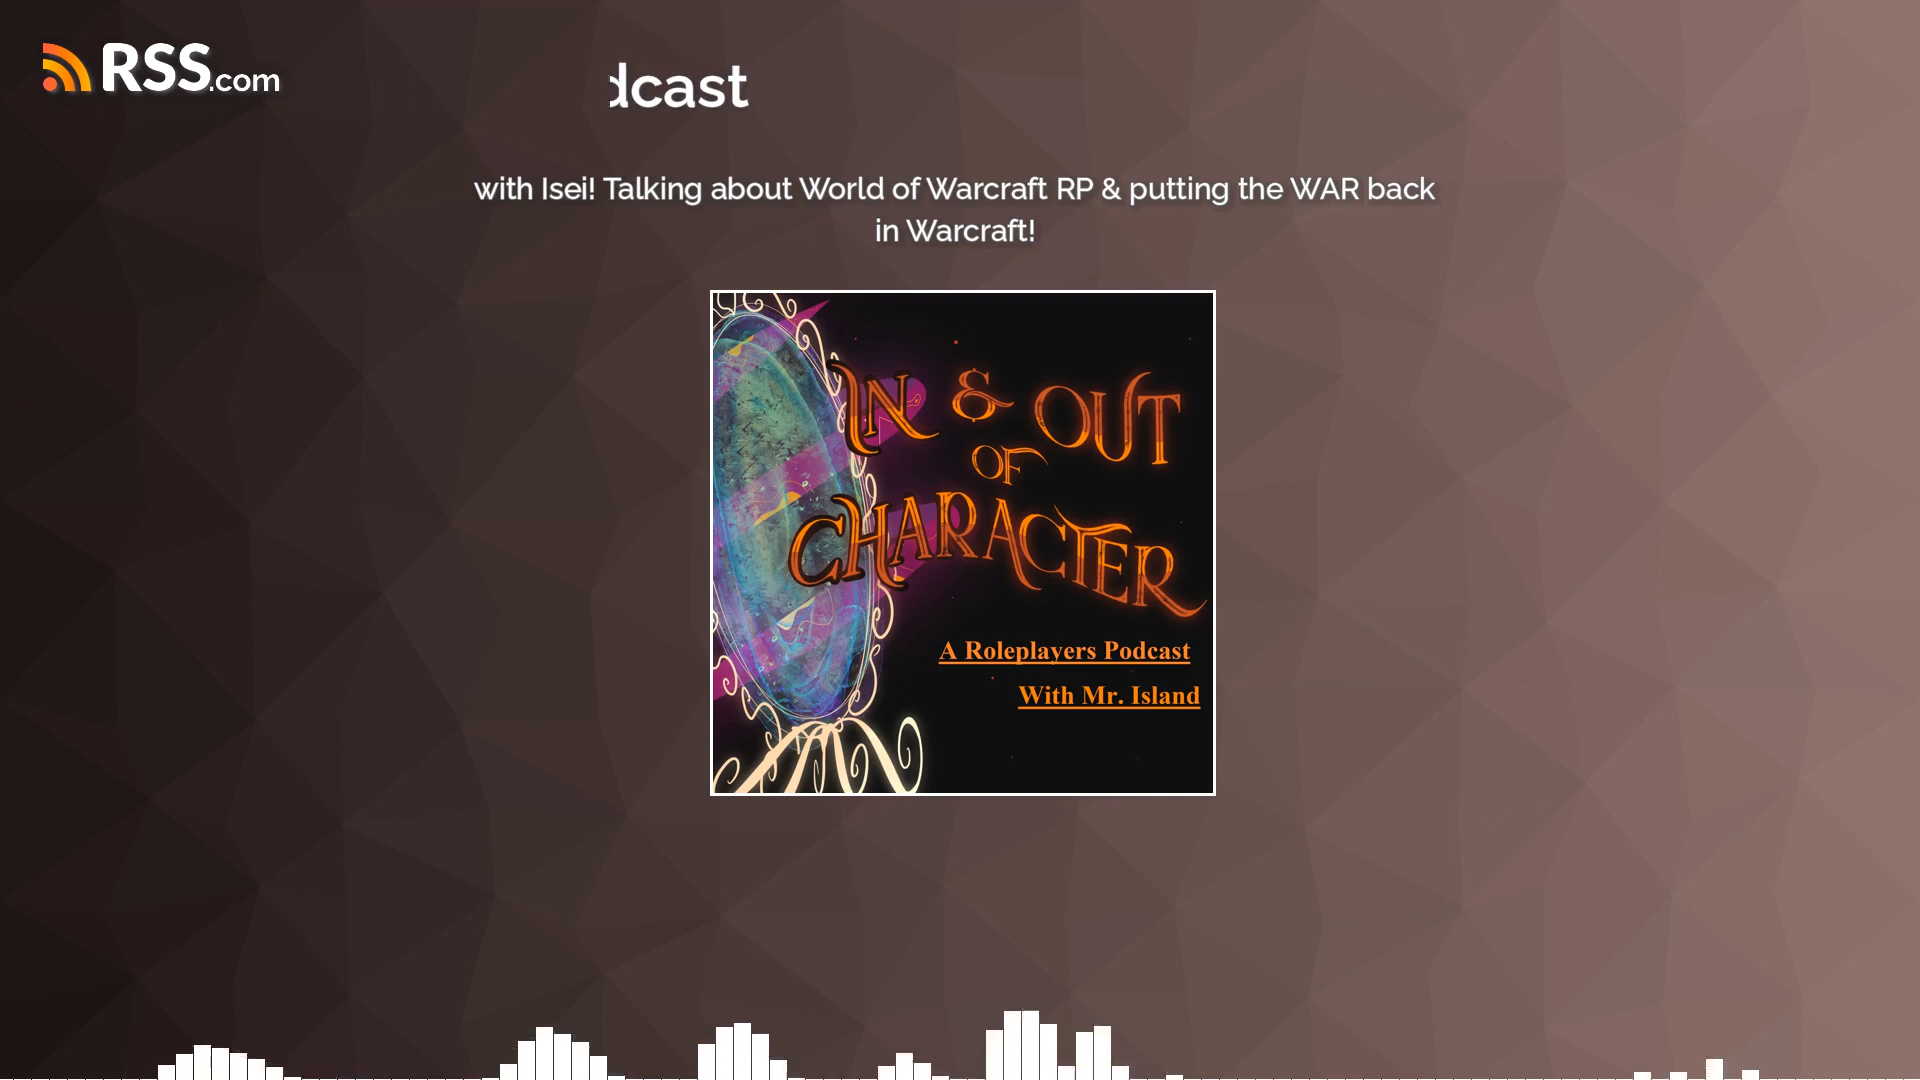 RSS.com
dcast
with Isei! Talking about World of Warcraft RP & putting the WAR back
in Warcraft!
IN & OUT
OF
CHARACTER
A Roleplayers Podcast
With Mr. Island